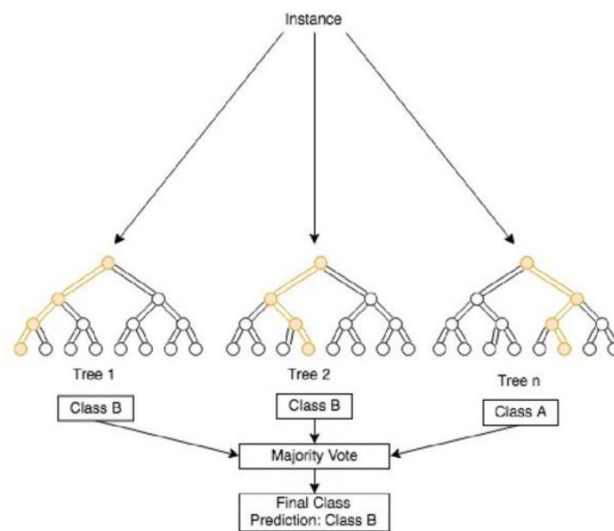 Instance
Tree 1
Tree 2
Tree n
Class B
Class B
Class A
Majority Vote
Final Class
Prediction: Class B